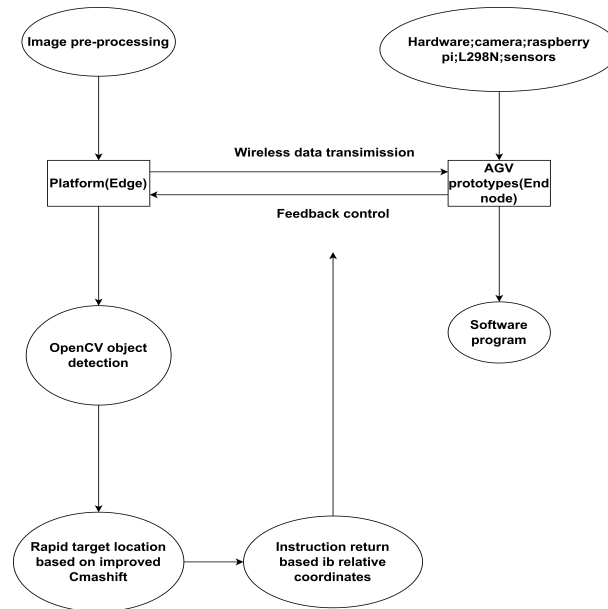 Image pre-processing
Hardware;camera;raspberry
pi;L298N;sensors
Wireless data transimission
Platform(Edge)
AGV
prototypes(End
node)
Feedback control
OpenCV object
detection
Software
program
Rapid target location
based on improved
Cmashift
Instruction return
based ib relative
coordinates